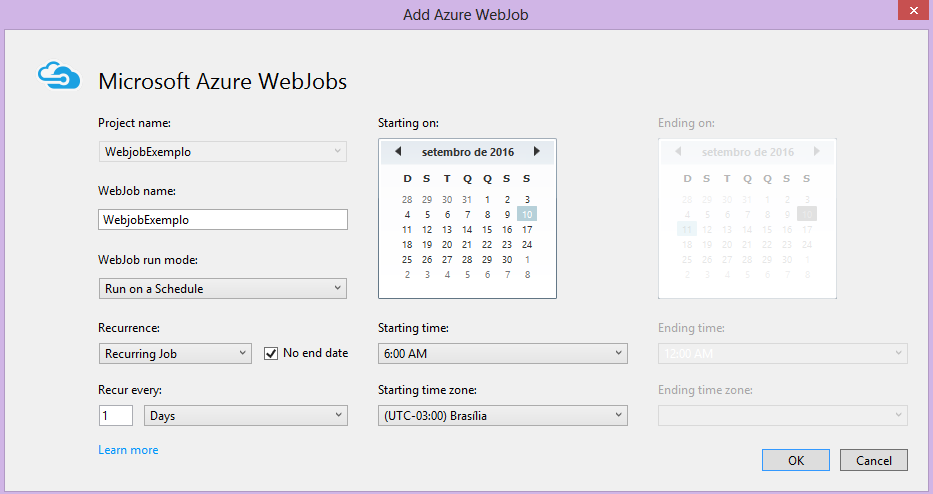 Add Azure WebJob
Microsoft Azure WebJobs
Project name:
WebjobExemplo
WebJob name:
WebjobExemplo
WebJob run mode:
Run on a Schedule
Recurrence:
Recurring Job
No end date
Recur every:
1 Days
Learn more
Starting on:
setembro de 2016
D S T Q Q S S
28 29 30 31 1 2 3
4 5 6 7 8 9 10
11 12 13 14 15 16 17
18 19 20 21 22 23 24
25 26 27 28 29 30 1
2 3 4 5 6 7 8
Starting time:
6:00 AM
Starting time zone:
(UTC-03:00) Brasília
Ending on:
setembro de 2016
D S T Q Q S S
28 29 30 31 1 2 3
4 5 6 7 8 9 10
11 12 13 14 15 16 17
18 19 20 21 22 23 24
25 26 27 28 29 30 1
2 3 4 5 6 7 8
Ending time:
12:00 AM
Ending time zone:
OK
Cancel